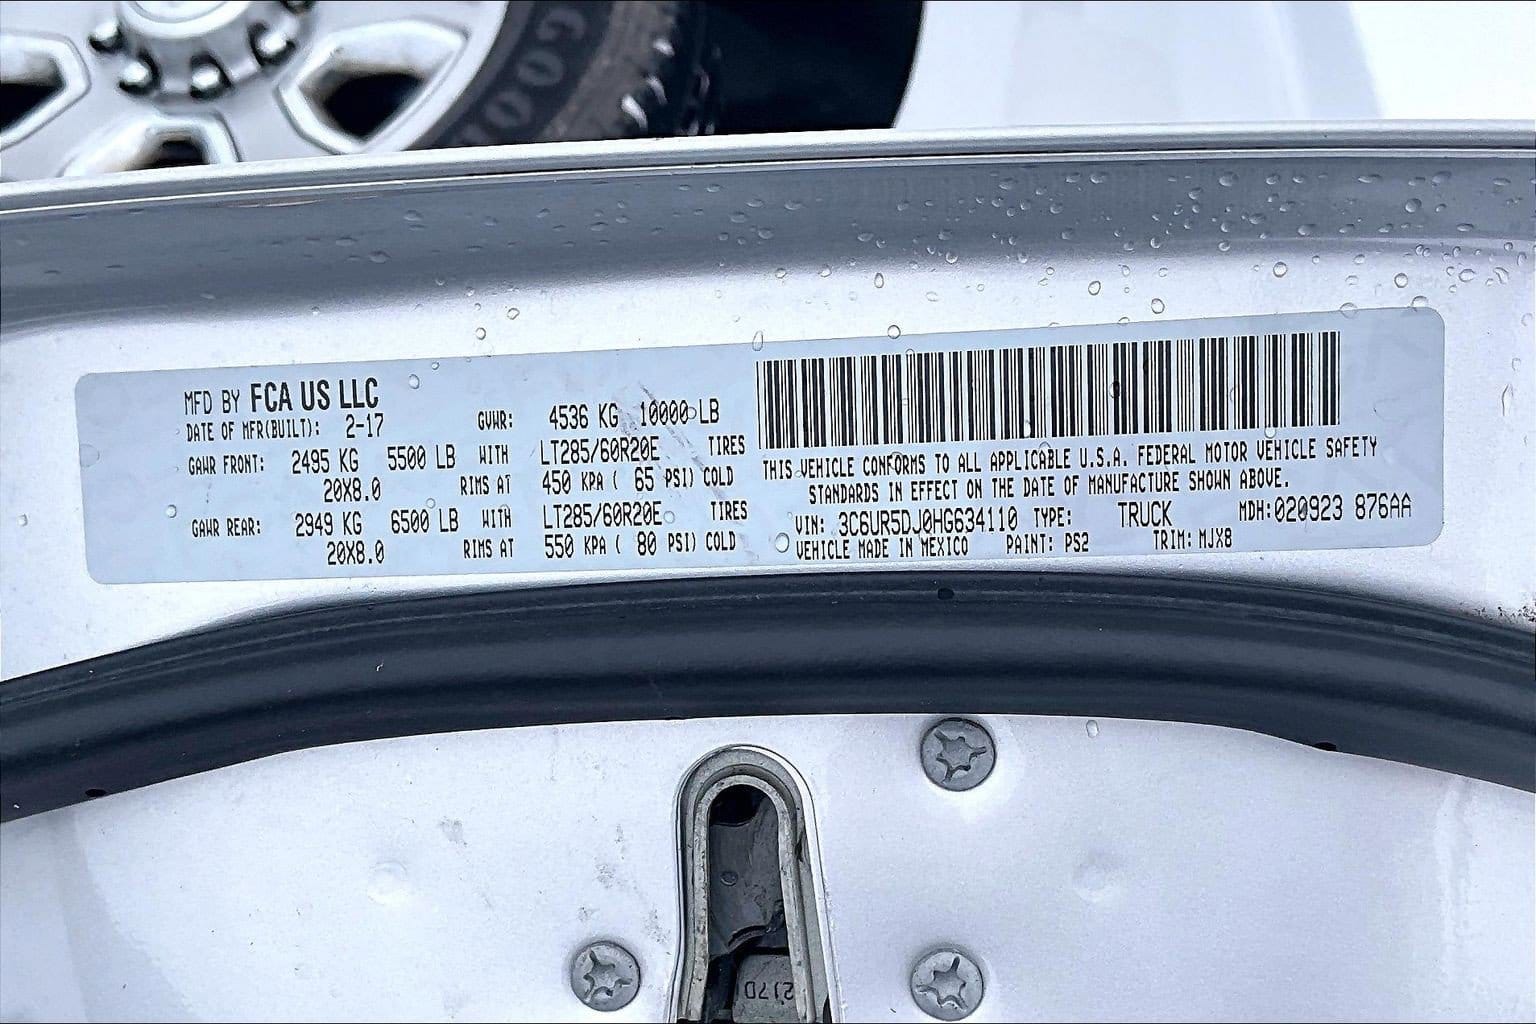 GOO
MFD BY FCA US LLC
DATE OF MFR(BUILT): 2-17 GVWR: 4536 KG 10000 LB
GAWR FRONT: 2495 KG 5500 LB WITH LT285/60R20E TIRES
20X8.0 RIMS AT 450 KPA ( 65 PSI) COLD
GAWR REAR: 2949 KG 6500 LB WITH LT285/60R20E TIRES
20X8.0 RIMS AT 550 KPA ( 80 PSI) COLD
THIS VEHICLE CONFORMS TO ALL APPLICABLE U.S.A. FEDERAL MOTOR VEHICLE SAFETY
STANDARDS IN EFFECT ON THE DATE OF MANUFACTURE SHOWN ABOVE.
VIN: 3C6UR5DJ0HG634110 TYPE: TRUCK MDH:020923 876AA
VEHICLE MADE IN MEXICO PAINT: PS2 TRIM: MJX8